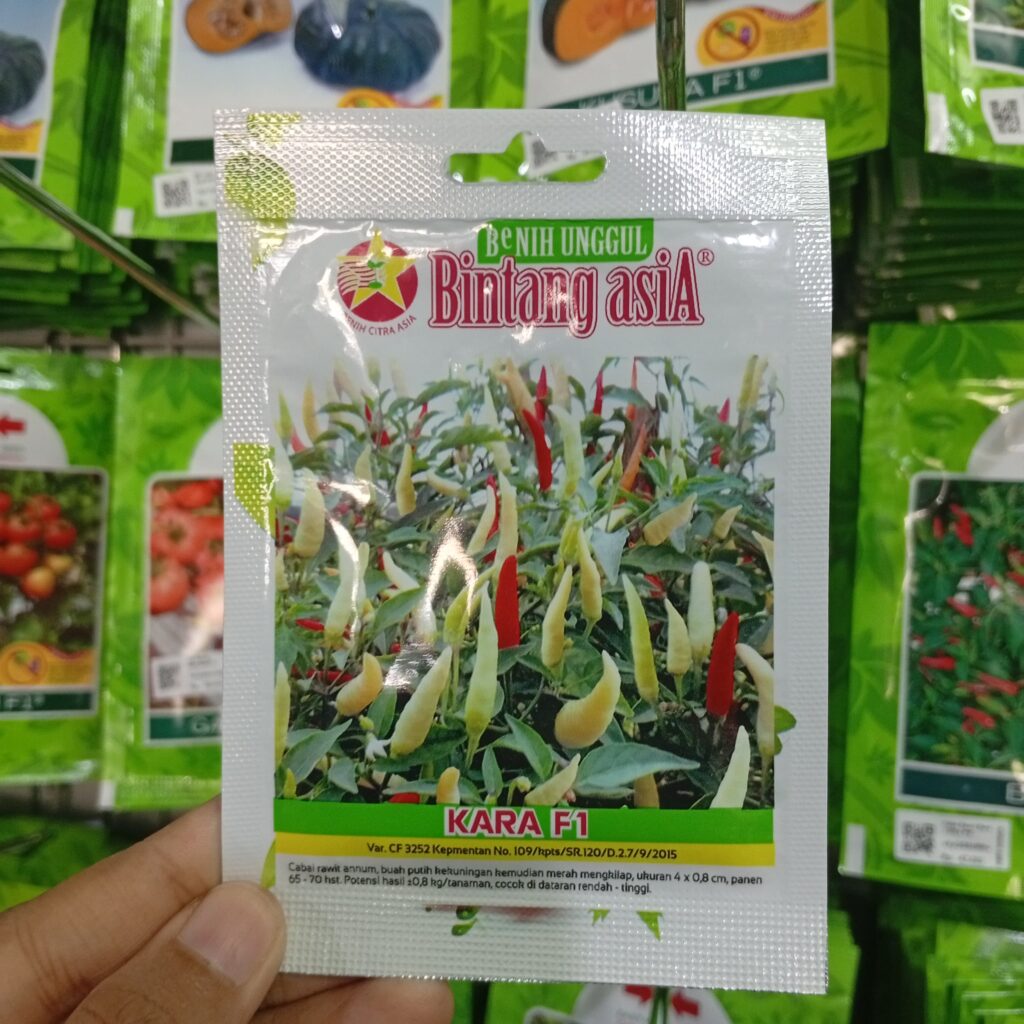 BeNIH UNGGUL
Bintang asiA®
BENIH CITRA ASIA
KARA F1
Var. CF 3252 Kepmentan No. 109/kpts/SR.120/D.2.7/9/2015
Cabai rawit annum, buah putih kekuningan kemudian merah mengkilap, ukuran 4 x 0,8 cm, panen
65 - 70 hst. Potensi hasil ±0,8 kg/tanaman, cocok di dataran rendah - tinggi.